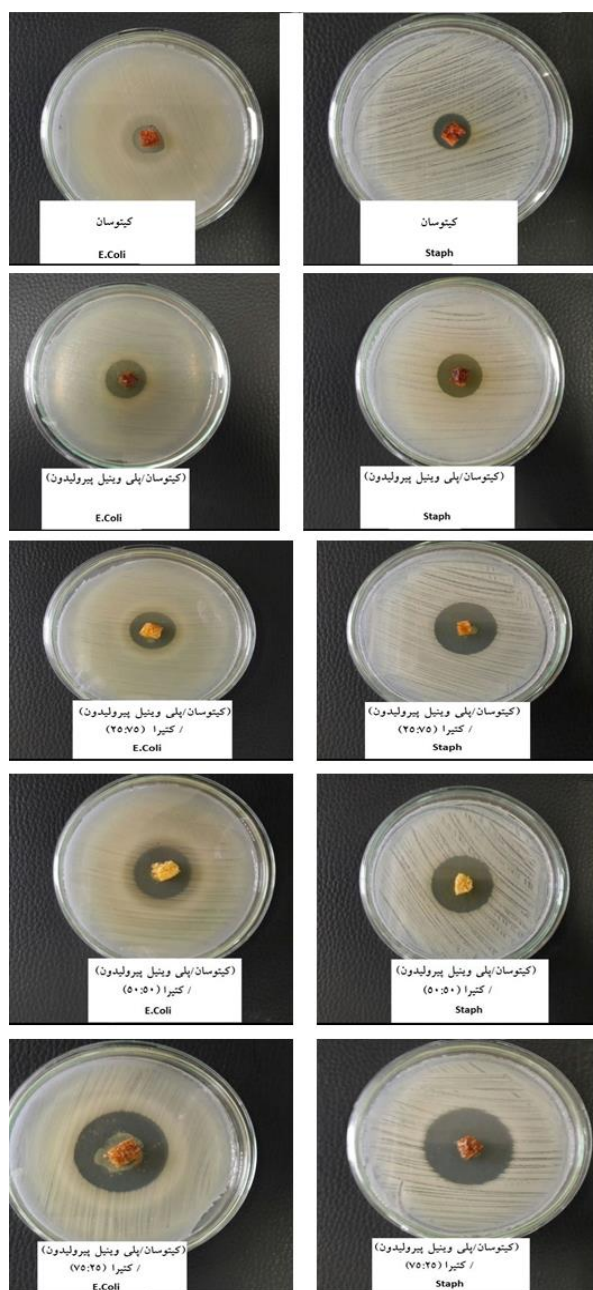 کیتوسان
E.Coli
کیتوسان
Staph
(کیتوسان/پلی وینیل پیرولیدون)
E.Coli
(کیتوسان/پلی وینیل پیرولیدون)
Staph
(کیتوسان/پلی وینیل پیرولیدون)
/ کتیرا (۲۵:۷۵)
E.Coli
(کیتوسان/پلی وینیل پیرولیدون)
/ کتیرا (۲۵:۷۵)
Staph
(کیتوسان/پلی وینیل پیرولیدون)
/ کتیرا (۵۰:۵۰)
E.Coli
(کیتوسان/پلی وینیل پیرولیدون)
/ کتیرا (۵۰:۵۰)
Staph
(کیتوسان/پلی وینیل پیرولیدون)
/ کتیرا (۷۵:۲۵)
E.Coli
(کیتوسان/پلی وینیل پیرولیدون)
/ کتیرا (۷۵:۲۵)
Staph